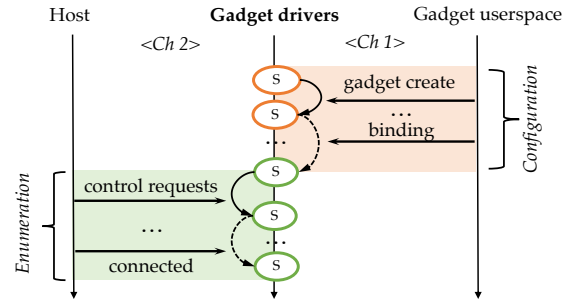 Host
Gadget drivers
Gadget userspace
<Ch 2>
<Ch 1>
S
gadget create
S
...
binding
...
Configuration
S
control requests
S
...
...
connected
S
Enumeration